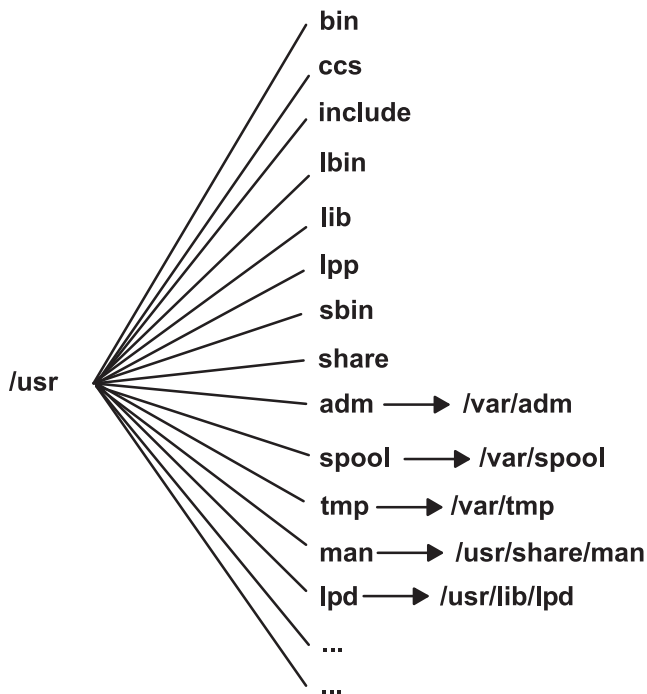 bin
ccs
include
lbin
lib
lpp
sbin
share
/usr
adm /var/adm
spool /var/spool
tmp /var/tmp
man /usr/share/man
lpd /usr/lib/lpd
...
...